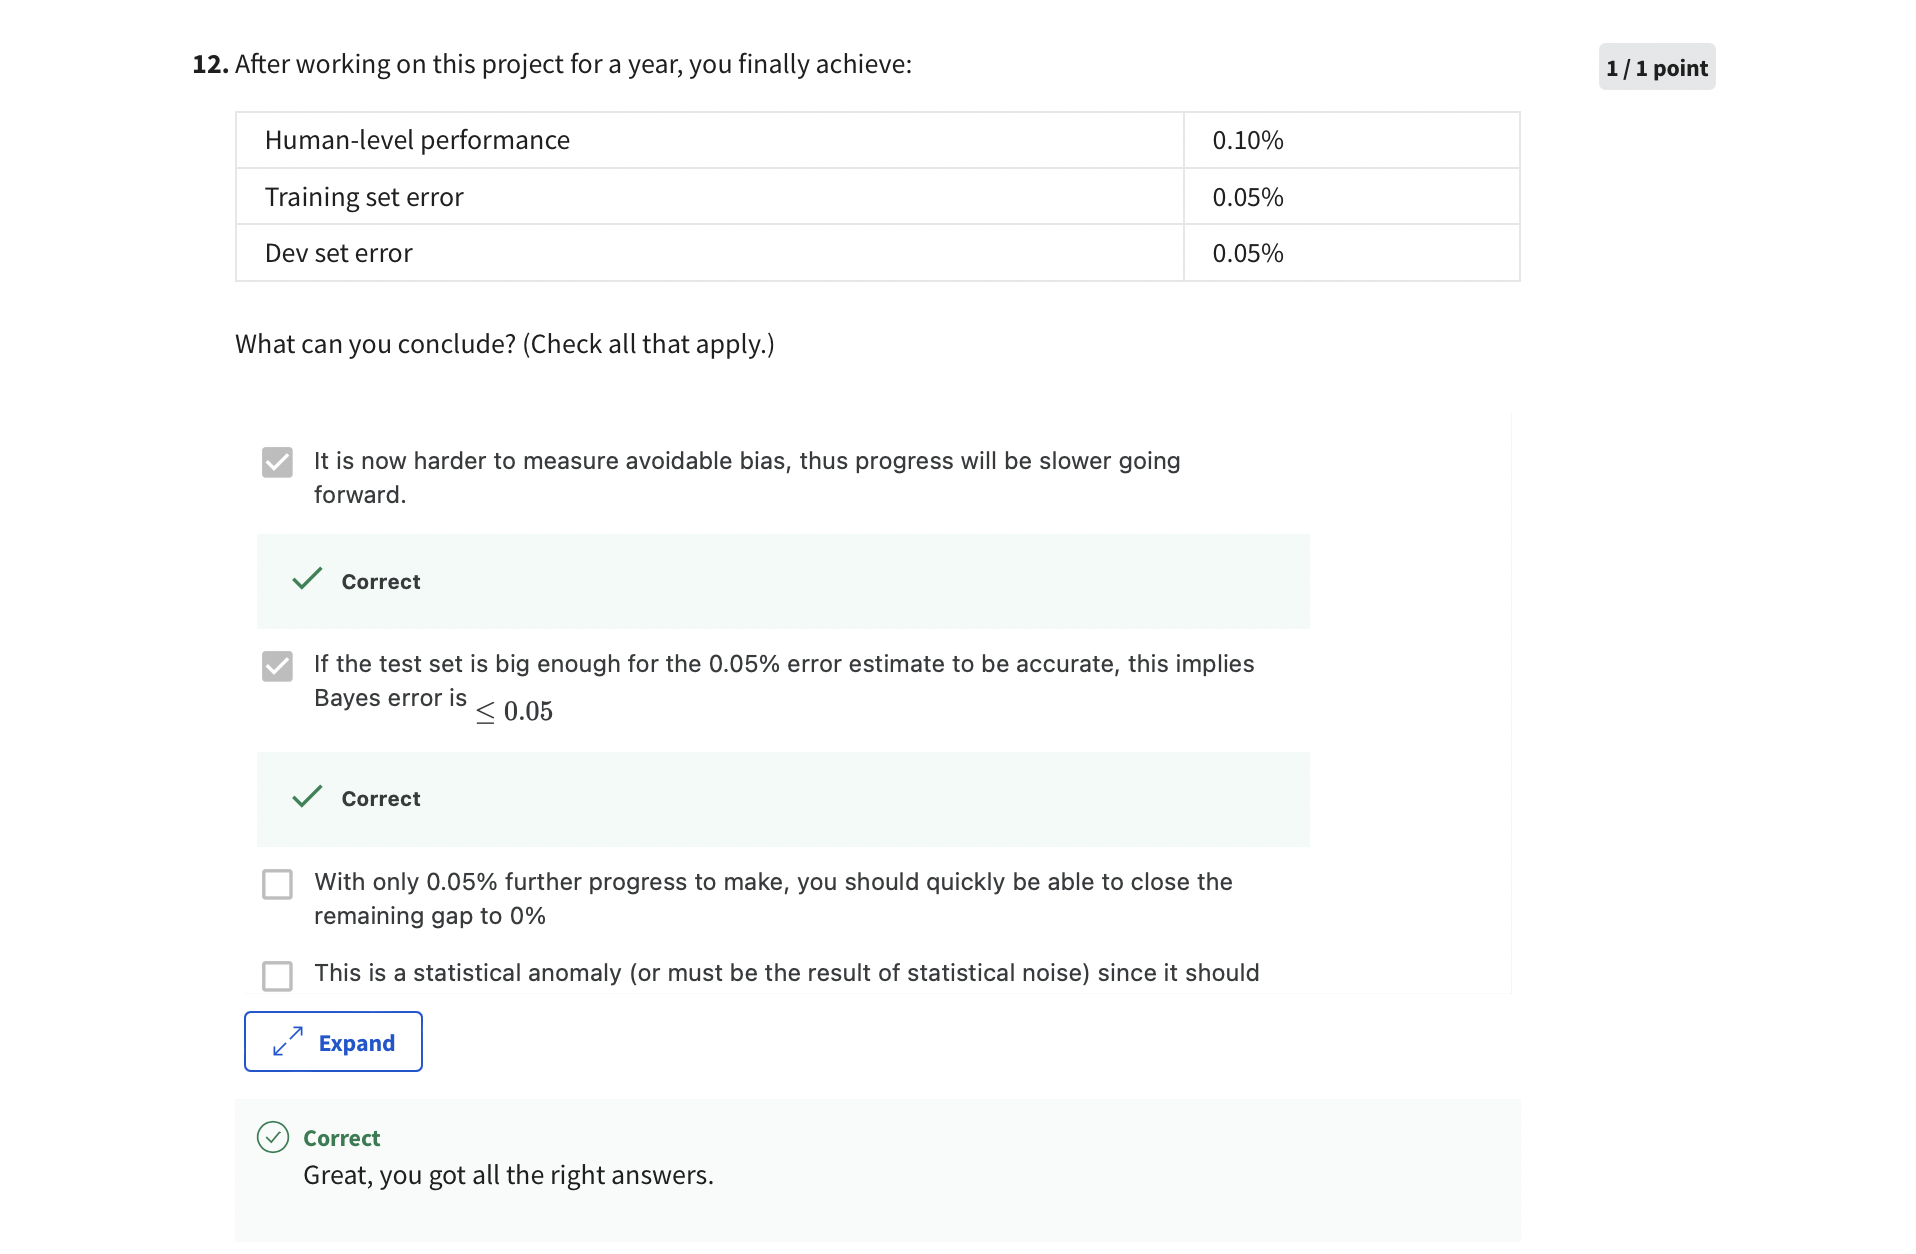 12. After working on this project for a year, you finally achieve:
1 / 1 point
Human-level performance 0.10%
Training set error 0.05%
Dev set error 0.05%
What can you conclude? (Check all that apply.)
It is now harder to measure avoidable bias, thus progress will be slower going
forward.
Correct
If the test set is big enough for the 0.05% error estimate to be accurate, this implies
Bayes error is ≤ 0.05
Correct
With only 0.05% further progress to make, you should quickly be able to close the
remaining gap to 0%
This is a statistical anomaly (or must be the result of statistical noise) since it should
Expand
Correct
Great, you got all the right answers.